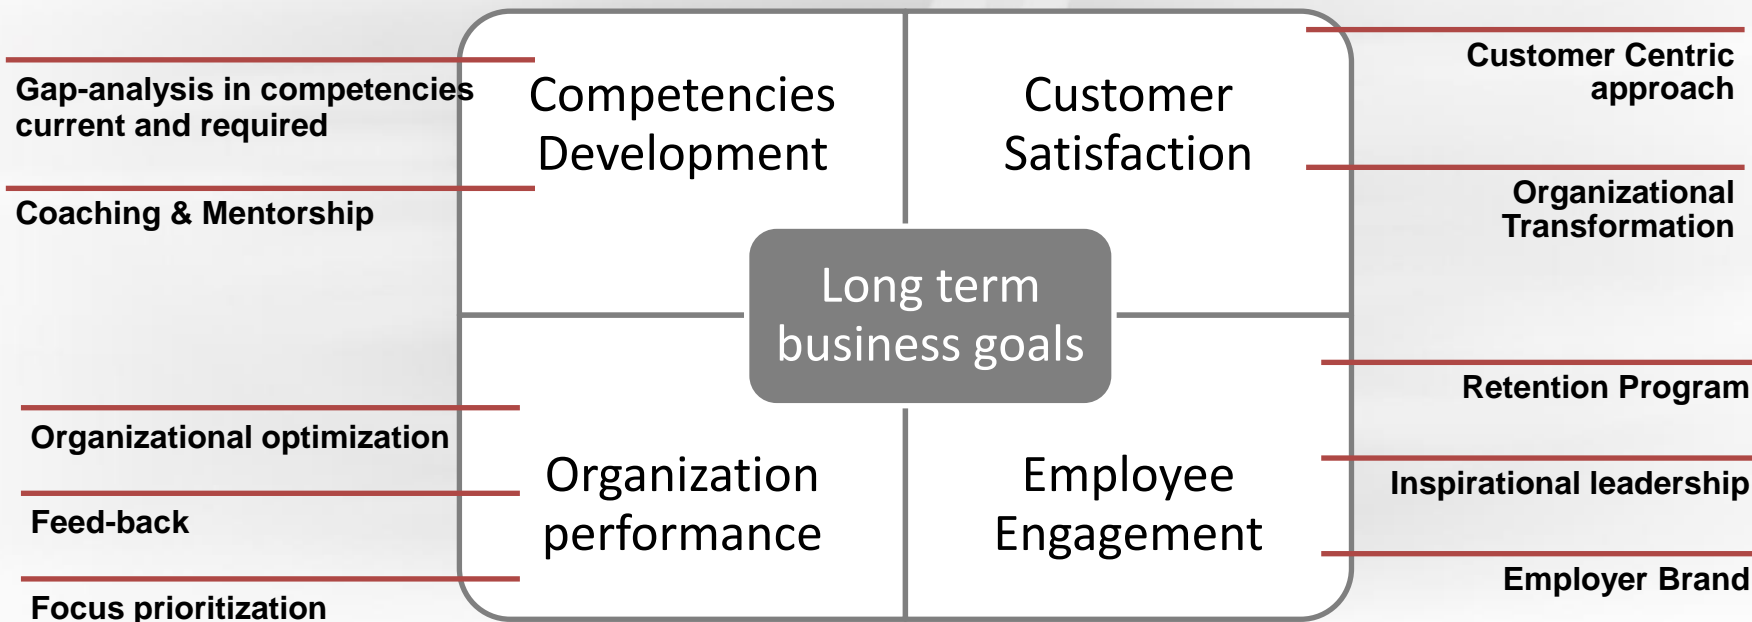 Gap-analysis in competencies
current and required
Coaching & Mentorship
Competencies
Development
Customer
Satisfaction
Customer Centric
approach
Organizational
Transformation
Long term
business goals
Organizational optimization
Feed-back
Focus prioritization
Organization
performance
Employee
Engagement
Retention Program
Inspirational leadership
Employer Brand